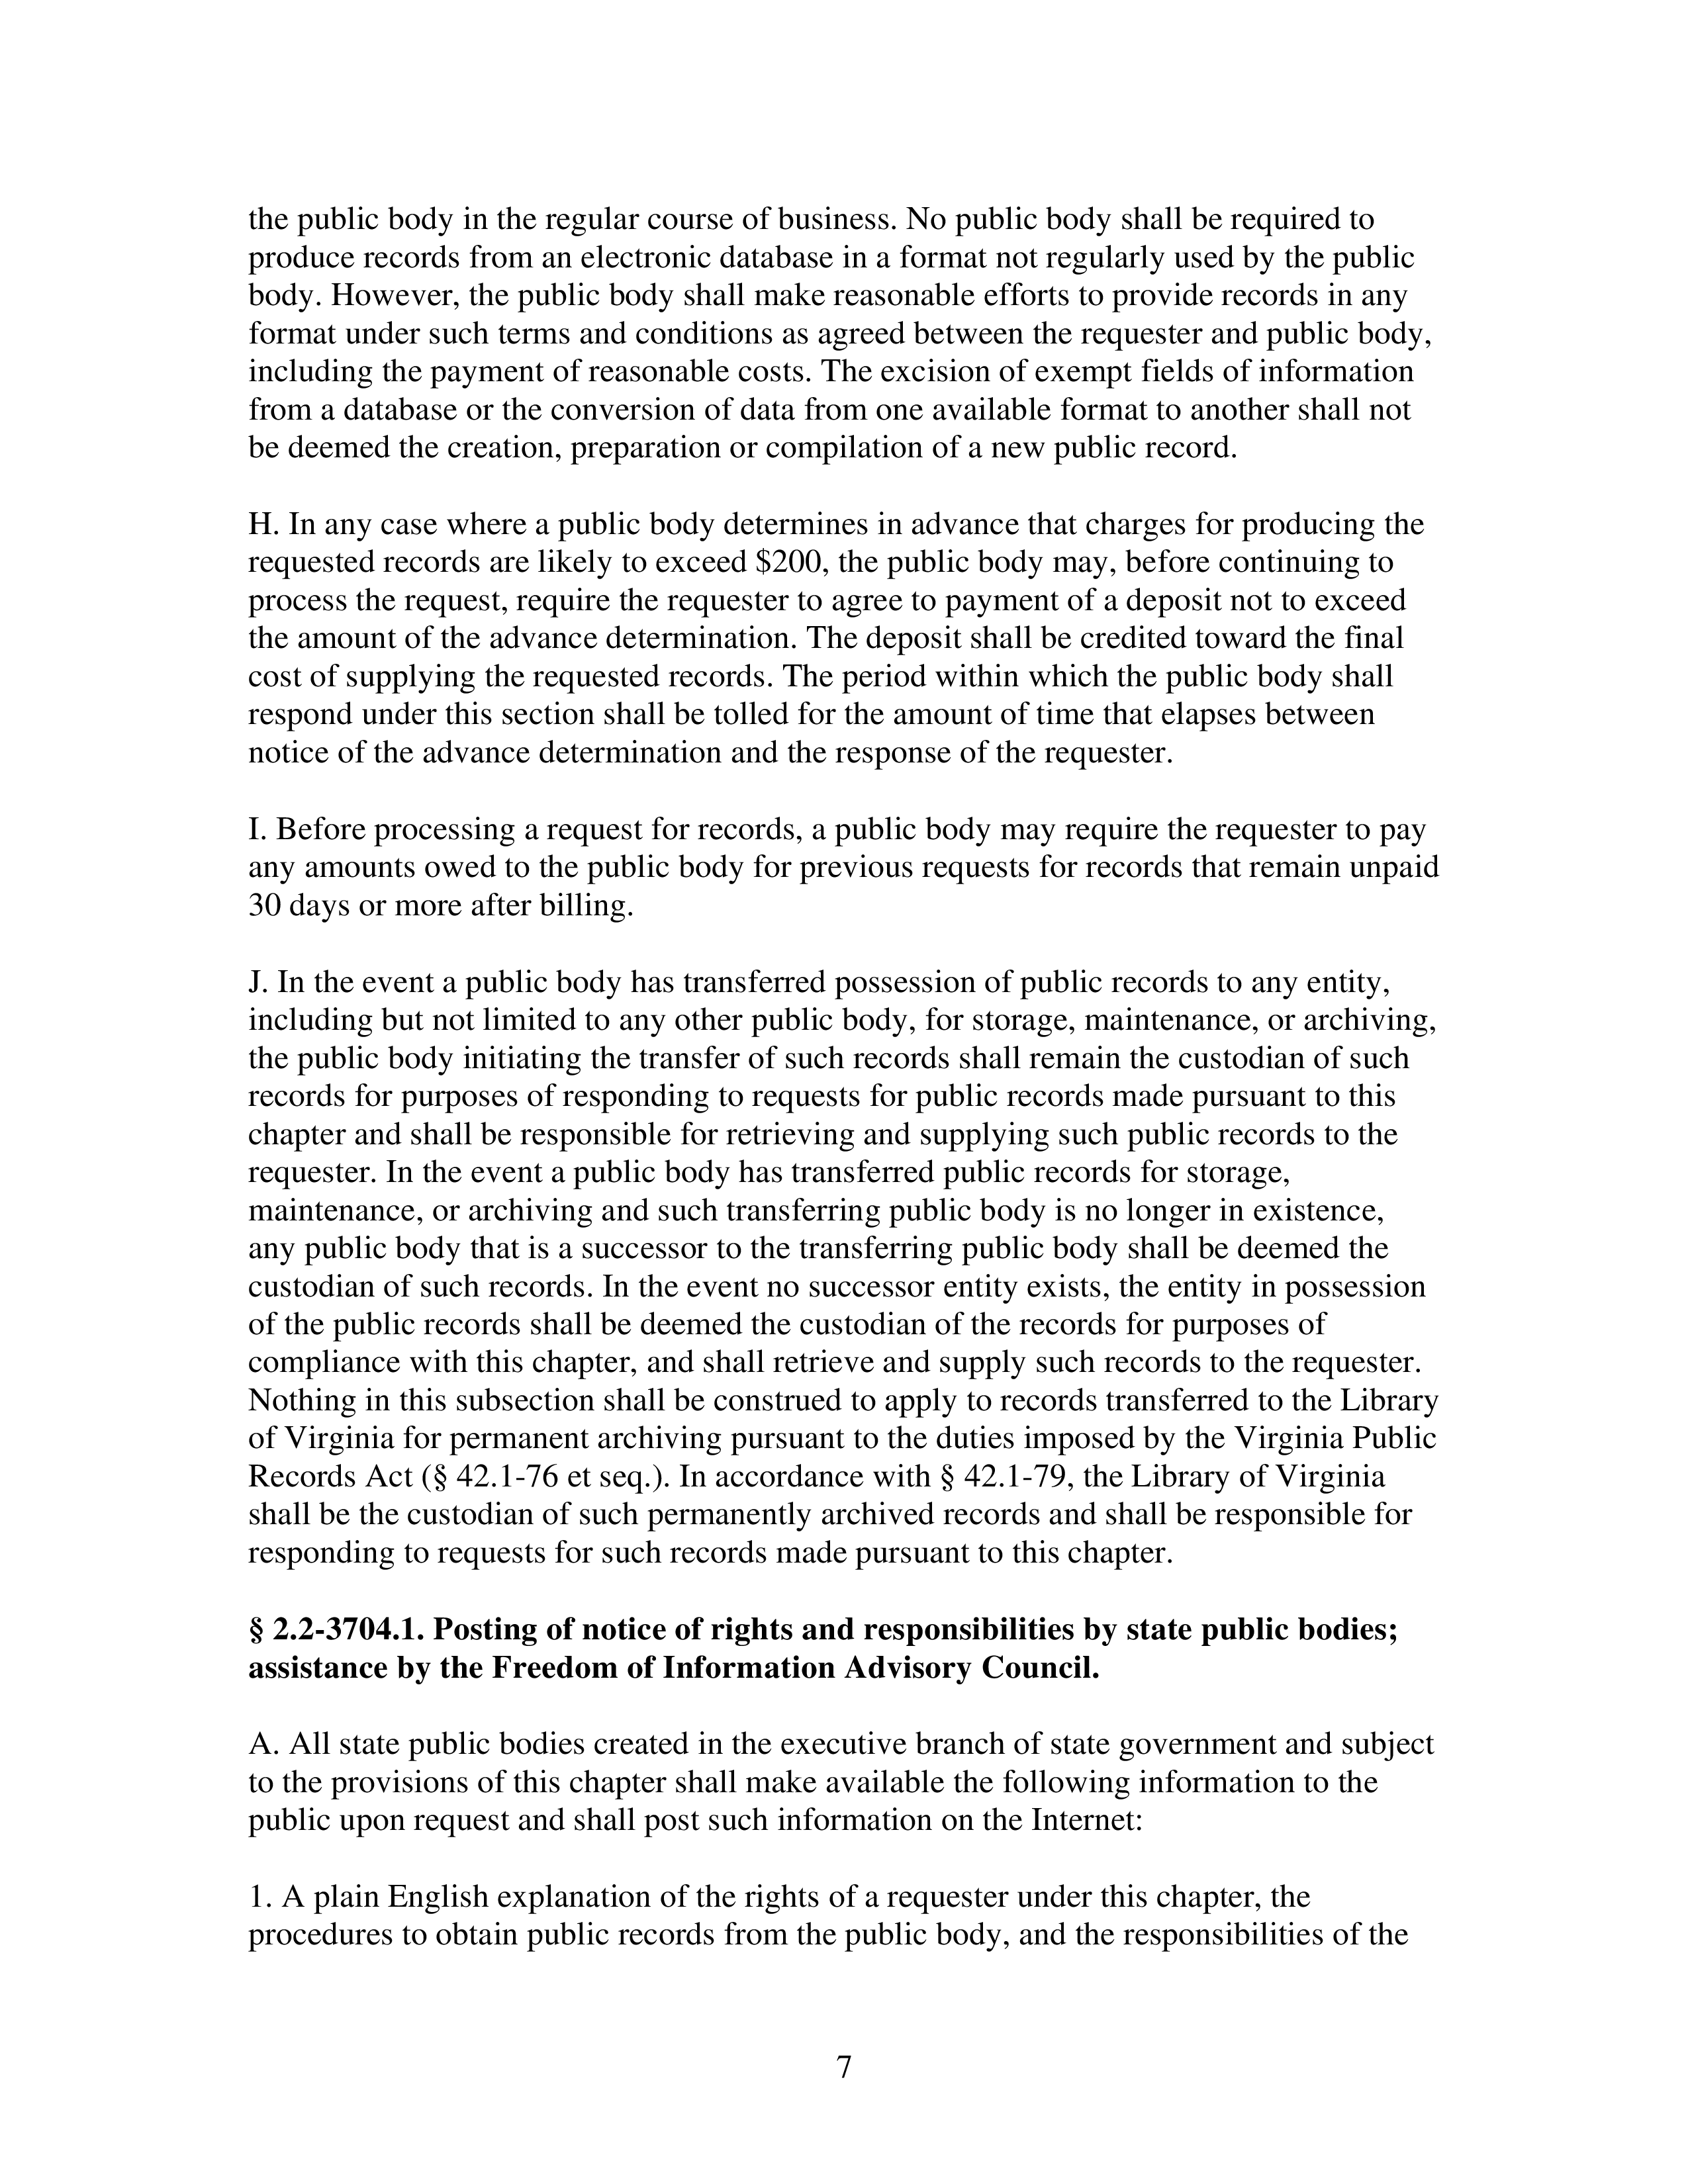 the public body in the regular course of business. No public body shall be required to
produce records from an electronic database in a format not regularly used by the public
body. However, the public body shall make reasonable efforts to provide records in any
format under such terms and conditions as agreed between the requester and public body,
including the payment of reasonable costs. The excision of exempt fields of information
from a database or the conversion of data from one available format to another shall not
be deemed the creation, preparation or compilation of a new public record.
H. In any case where a public body determines in advance that charges for producing the
requested records are likely to exceed $200, the public body may, before continuing to
process the request, require the requester to agree to payment of a deposit not to exceed
the amount of the advance determination. The deposit shall be credited toward the final
cost of supplying the requested records. The period within which the public body shall
respond under this section shall be tolled for the amount of time that elapses between
notice of the advance determination and the response of the requester.
I. Before processing a request for records, a public body may require the requester to pay
any amounts owed to the public body for previous requests for records that remain unpaid
30 days or more after billing.
J. In the event a public body has transferred possession of public records to any entity,
including but not limited to any other public body, for storage, maintenance, or archiving,
the public body initiating the transfer of such records shall remain the custodian of such
records for purposes of responding to requests for public records made pursuant to this
chapter and shall be responsible for retrieving and supplying such public records to the
requester. In the event a public body has transferred public records for storage,
maintenance, or archiving and such transferring public body is no longer in existence,
any public body that is a successor to the transferring public body shall be deemed the
custodian of such records. In the event no successor entity exists, the entity in possession
of the public records shall be deemed the custodian of the records for purposes of
compliance with this chapter, and shall retrieve and supply such records to the requester.
Nothing in this subsection shall be construed to apply to records transferred to the Library
of Virginia for permanent archiving pursuant to the duties imposed by the Virginia Public
Records Act (§ 42.1-76 et seq.). In accordance with § 42.1-79, the Library of Virginia
shall be the custodian of such permanently archived records and shall be responsible for
responding to requests for such records made pursuant to this chapter.
§ 2.2-3704.1. Posting of notice of rights and responsibilities by state public bodies;
assistance by the Freedom of Information Advisory Council.
A. All state public bodies created in the executive branch of state government and subject
to the provisions of this chapter shall make available the following information to the
public upon request and shall post such information on the Internet:
1. A plain English explanation of the rights of a requester under this chapter, the
procedures to obtain public records from the public body, and the responsibilities of the
7